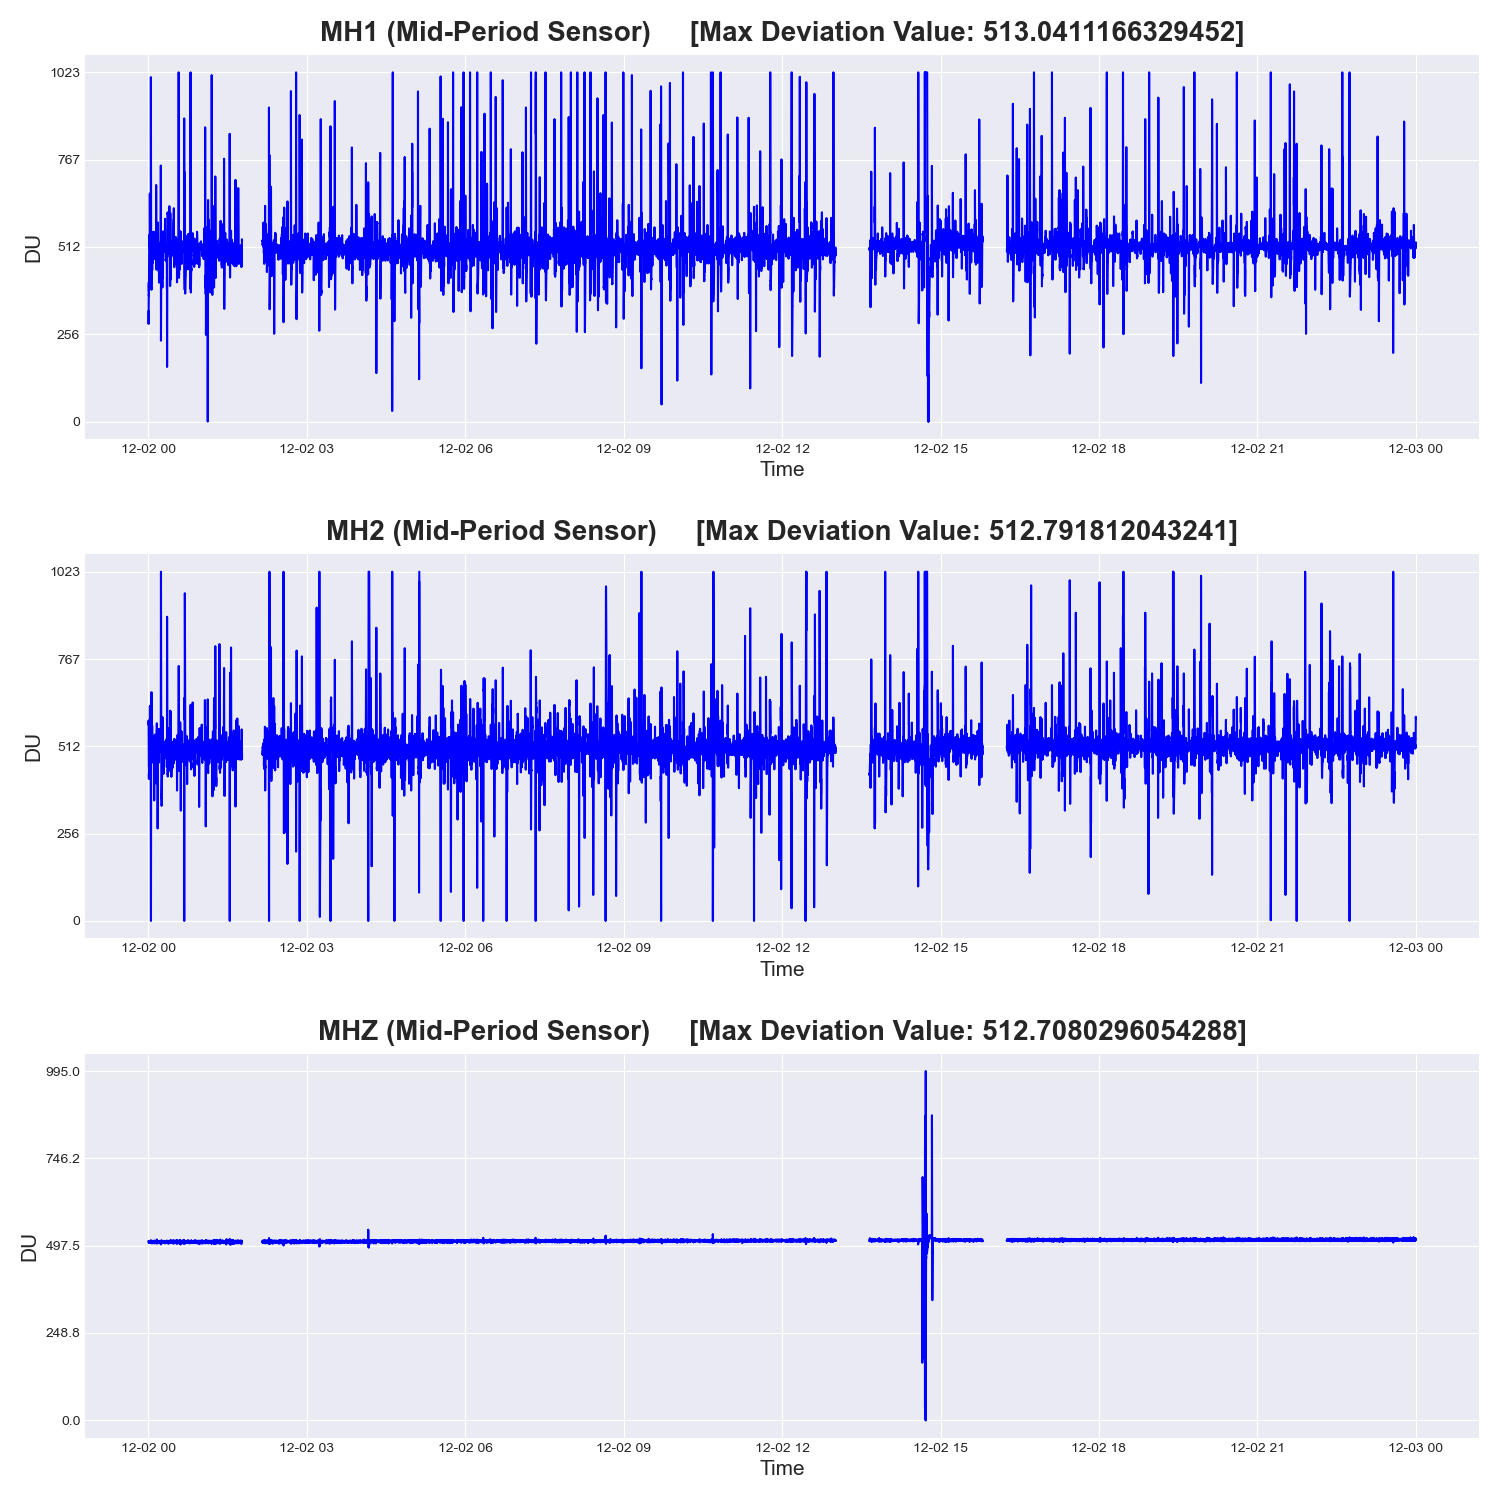 MH1 (Mid-Period Sensor) [Max Deviation Value: 513.0411166329452]
1023
767
512
256
0
DU
12-02 00 12-02 03 12-02 06 12-02 09 12-02 12 12-02 15 12-02 18 12-02 21 12-03 00
Time
MH2 (Mid-Period Sensor) [Max Deviation Value: 512.791812043241]
1023
767
512
256
0
DU
12-02 00 12-02 03 12-02 06 12-02 09 12-02 12 12-02 15 12-02 18 12-02 21 12-03 00
Time
MHZ (Mid-Period Sensor) [Max Deviation Value: 512.7080296054288]
995.0
746.2
497.5
248.8
0.0
DU
12-02 00 12-02 03 12-02 06 12-02 09 12-02 12 12-02 15 12-02 18 12-02 21 12-03 00
Time